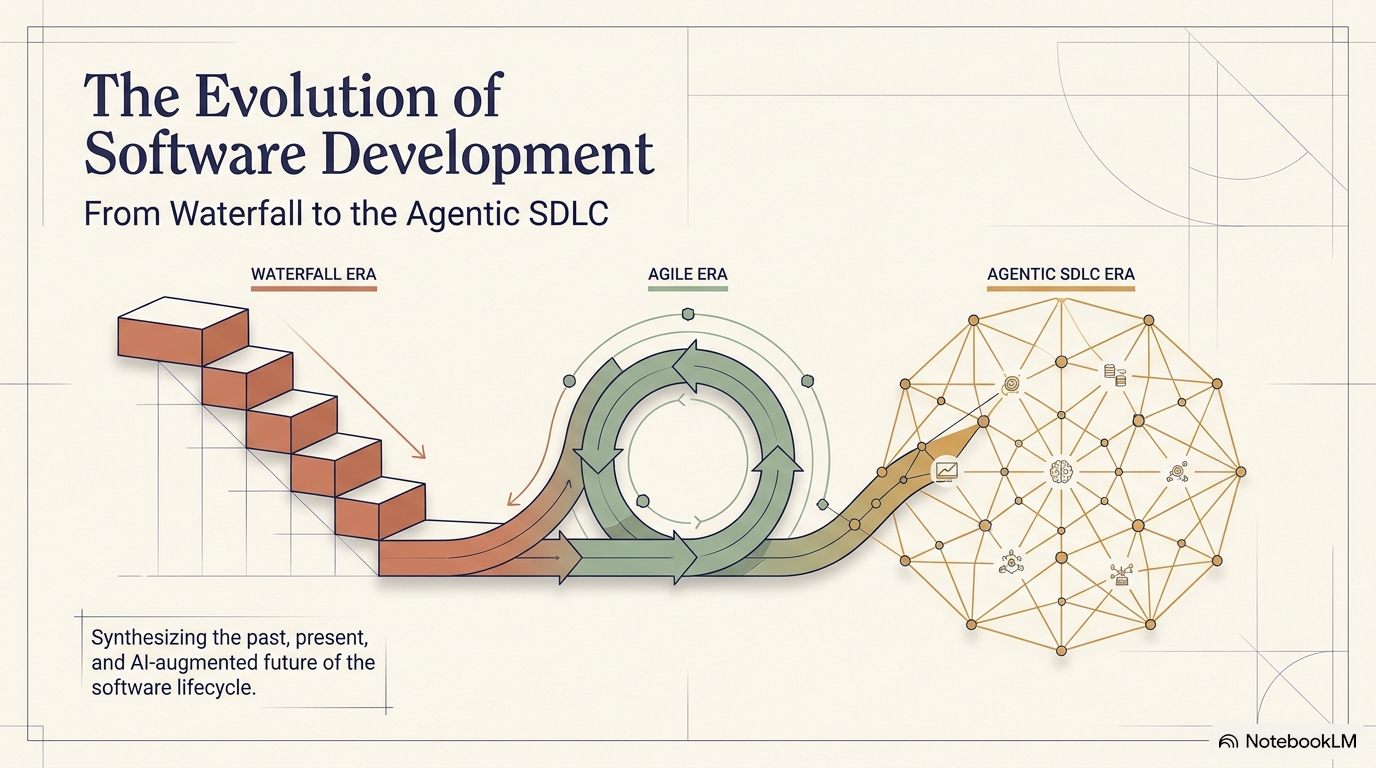 The Evolution of
Software Development
From Waterfall to the Agentic SDLC
WATERFALL ERA
AGILE ERA
AGENTIC SDLC ERA
Synthesizing the past, present,
and AI-augmented future of the
software lifecycle.
NotebookLM